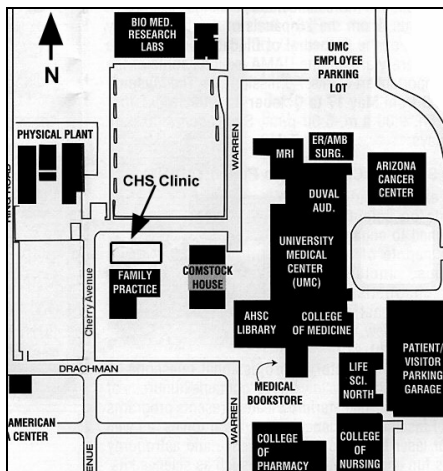 BIO MED.
RESEARCH
LABS
UMC
EMPLOYEE
PARKING
LOT
N
PHYSICAL PLANT
WARREN
MRI
ER/AMB
SURG.
ARIZONA
CANCER
CENTER
CHS Clinic
DUVAL
AUD.
UNIVERSITY
MEDICAL
CENTER
(UMC)
Cherry Avenue
FAMILY
PRACTICE
COMSTOCK
HOUSE
AHSC
LIBRARY
COLLEGE
OF MEDICINE
DRACHMAN
MEDICAL
BOOKSTORE
LIFE
SCI.
NORTH
PATIENT/
VISITOR
PARKING
GARAGE
WARREN
AMERICAN
A CENTER
COLLEGE
OF
PHARMACY
COLLEGE
OF
NURSING